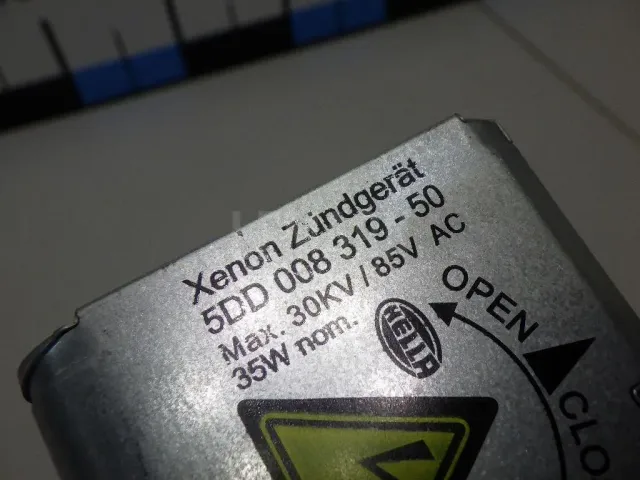 Xenon Zündgerät
5DD 008 319 - 50
Max. 30KV / 85V AC
35W nom.
HELLA
OPEN
CLO